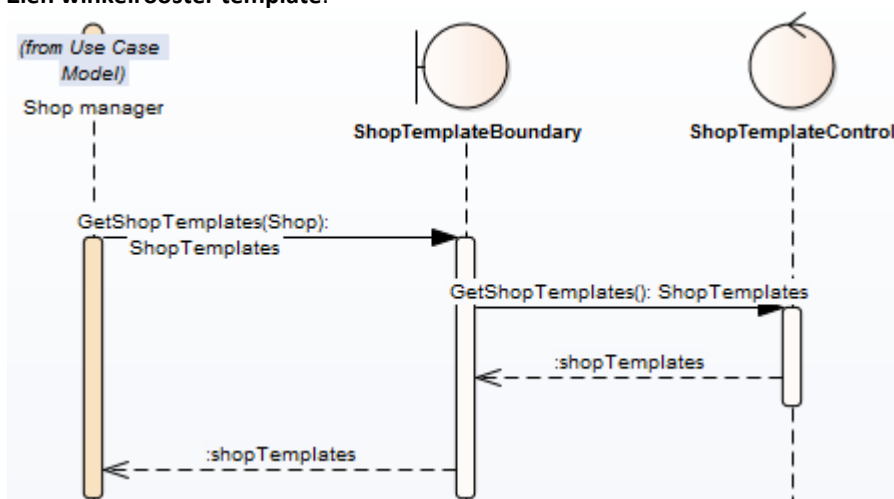 Zien winkelrooster template:
(from Use Case
Model)
Shop manager
ShopTemplateBoundary
ShopTemplateControl
GetShopTemplates(Shop):
ShopTemplates
GetShopTemplates(): ShopTemplates
:shopTemplates
:shopTemplates